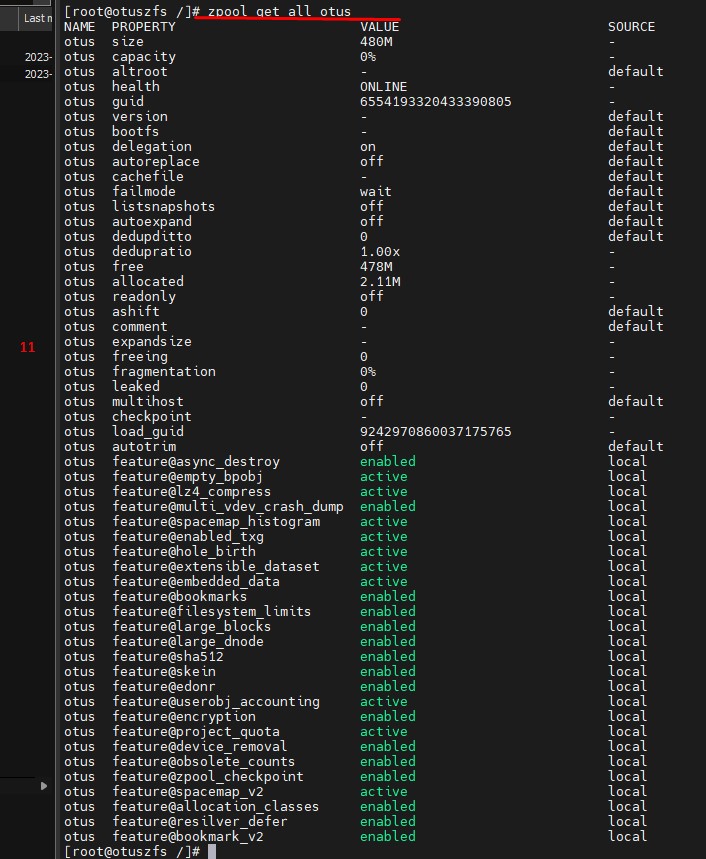 Last n
2023-
2023-
11
[root@otuszfs /]# zpool get all otus
NAME PROPERTY VALUE SOURCE
otus size 480M -
otus capacity 0% -
otus altroot - default
otus health ONLINE -
otus guid 6554193320433390805 -
otus version - default
otus bootfs - default
otus delegation on default
otus autoreplace off default
otus cachefile - default
otus failmode wait default
otus listsnapshots off default
otus autoexpand off default
otus dedupditto 0 default
otus dedupratio 1.00x -
otus free 478M -
otus allocated 2.11M -
otus readonly off -
otus ashift 0 default
otus comment - default
otus expandsize - -
otus freeing 0 -
otus fragmentation 0% -
otus leaked 0 -
otus multihost off default
otus checkpoint - -
otus load_guid 9242970860037175765 -
otus autotrim off default
otus feature@async_destroy enabled local
otus feature@empty_bpobj active local
otus feature@lz4_compress active local
otus feature@multi_vdev_crash_dump enabled local
otus feature@spacemap_histogram active local
otus feature@enabled_txg active local
otus feature@hole_birth active local
otus feature@extensible_dataset active local
otus feature@embedded_data active local
otus feature@bookmarks enabled local
otus feature@filesystem_limits enabled local
otus feature@large_blocks enabled local
otus feature@large_dnode enabled local
otus feature@sha512 enabled local
otus feature@skein enabled local
otus feature@edonr enabled local
otus feature@userobj_accounting active local
otus feature@encryption enabled local
otus feature@project_quota active local
otus feature@device_removal enabled local
otus feature@obsolete_counts enabled local
otus feature@zpool_checkpoint enabled local
otus feature@spacemap_v2 active local
otus feature@allocation_classes enabled local
otus feature@resilver_defer enabled local
otus feature@bookmark_v2 enabled local
[root@otuszfs /]#